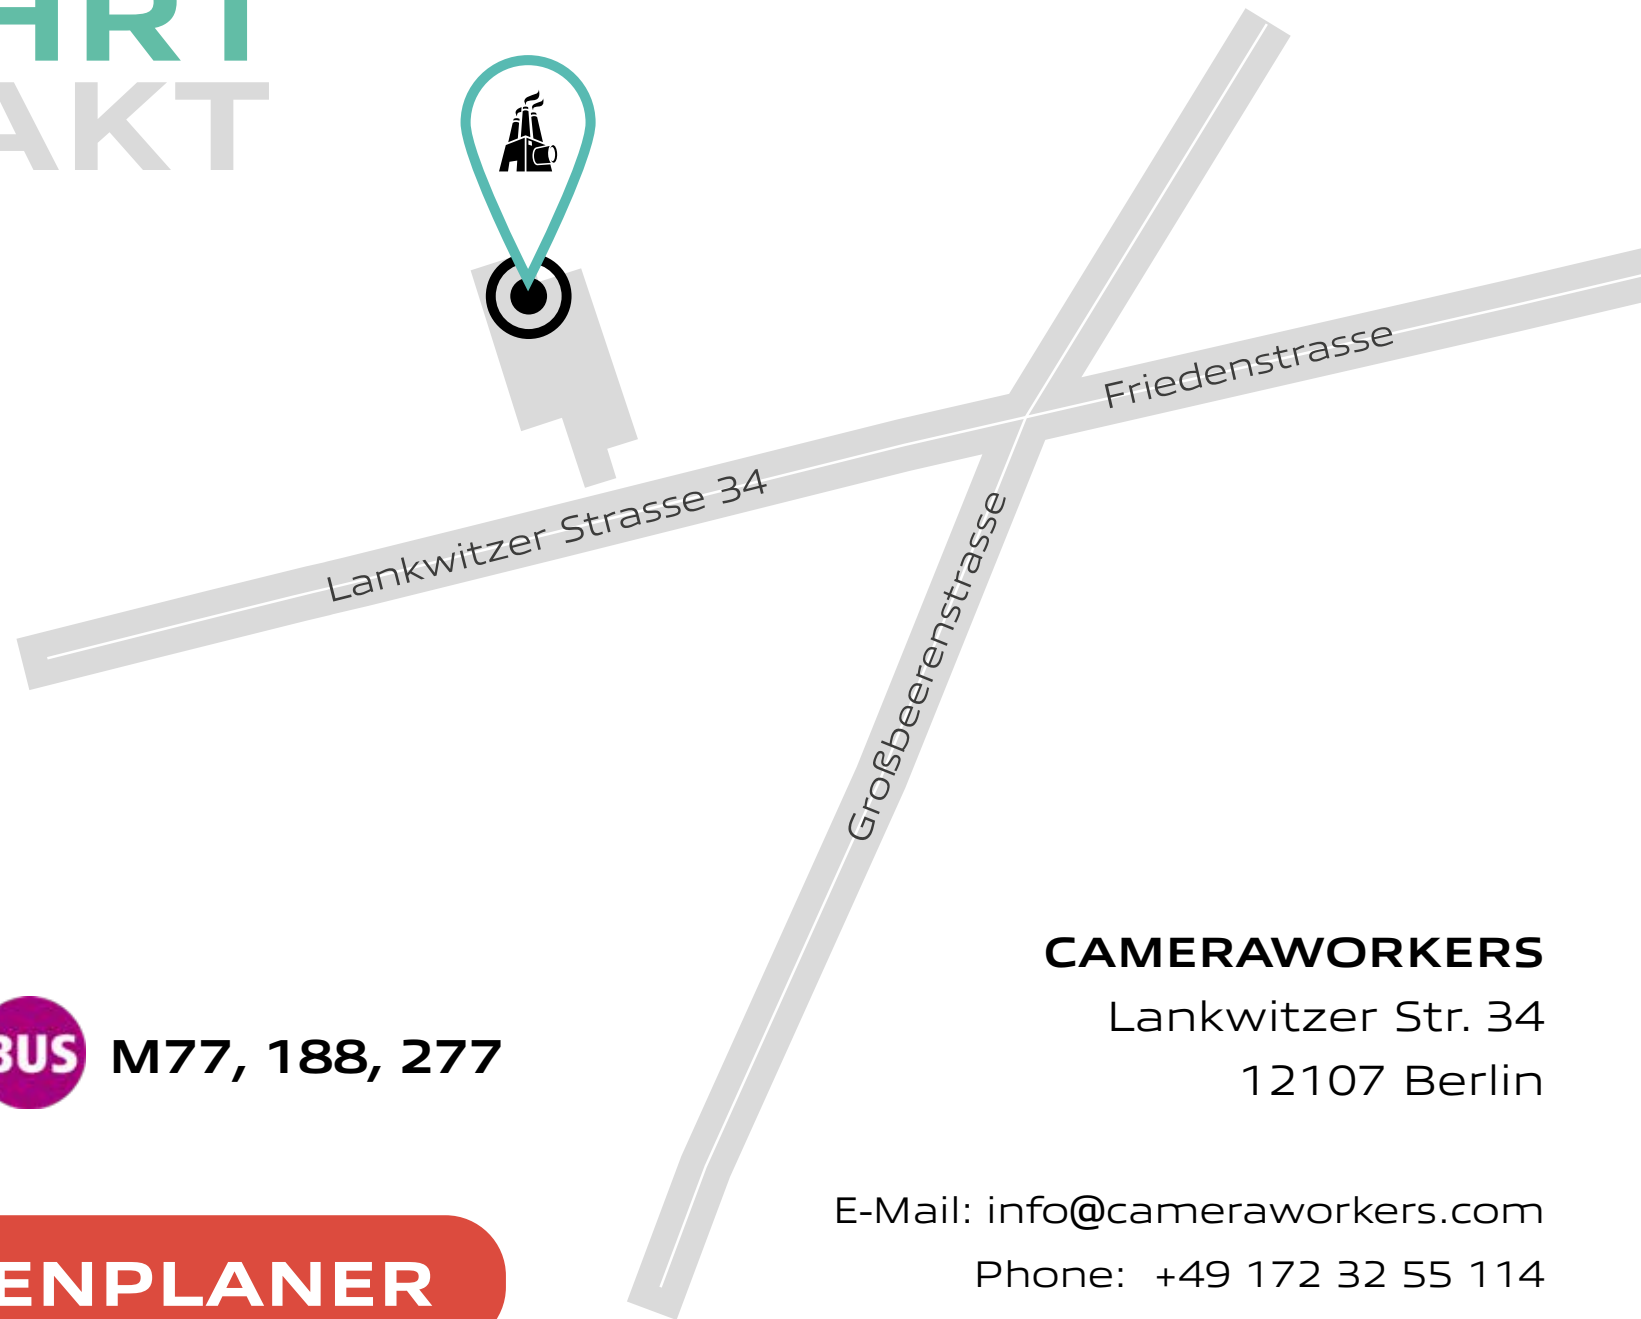 HRT
AKT
Friedenstrasse
Lankwitzer Strasse 34
Großbeerenstrasse
CAMERAWORKERS
Lankwitzer Str. 34
12107 Berlin
BUS M77, 188, 277
E-Mail: info@cameraworkers.com
Phone: +49 172 32 55 114
ENPLANER